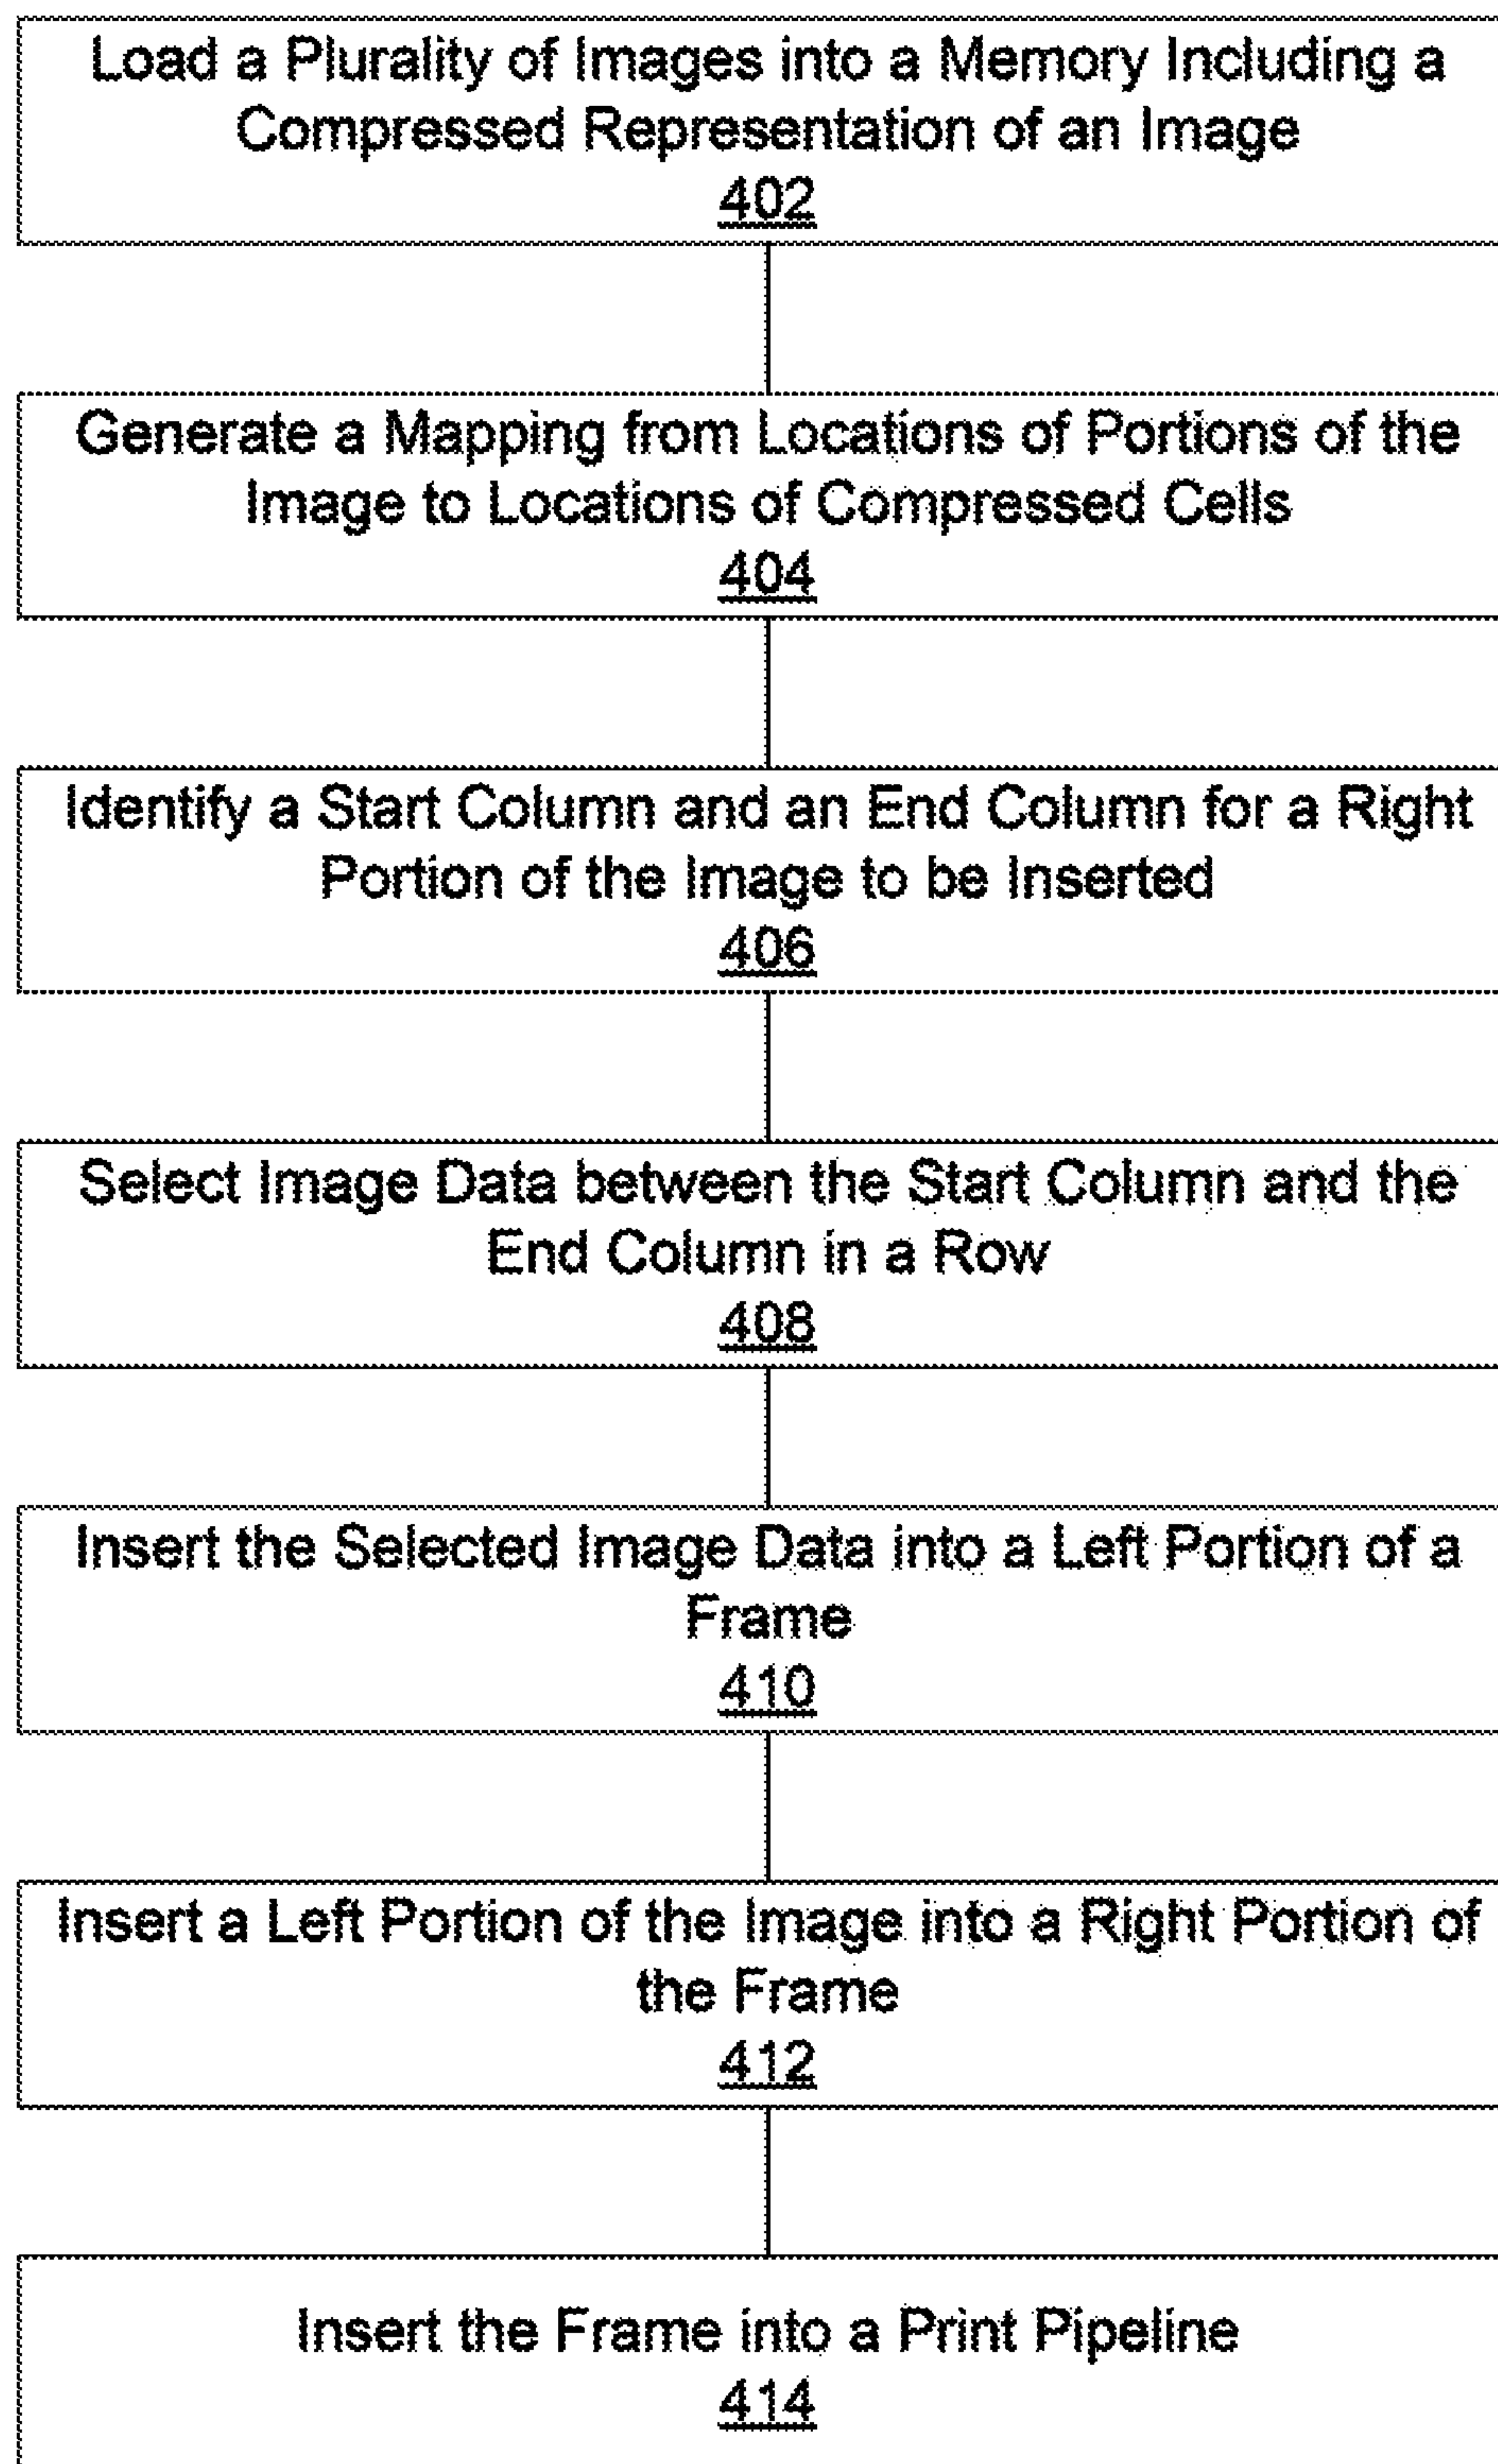 Load a Plurality of Images into a Memory Including a
Compressed Representation of an Image
402
Generate a Mapping from Locations of Portions of the
Image to Locations of Compressed Cells
404
Identify a Start Column and an End Column for a Right
Portion of the Image to be Inserted
406
Select Image Data between the Start Column and the
End Column in a Row
408
Insert the Selected Image Data into a Left Portion of a
Frame
410
Insert a Left Portion of the Image into a Right Portion of
the Frame
412
Insert the Frame into a Print Pipeline
414